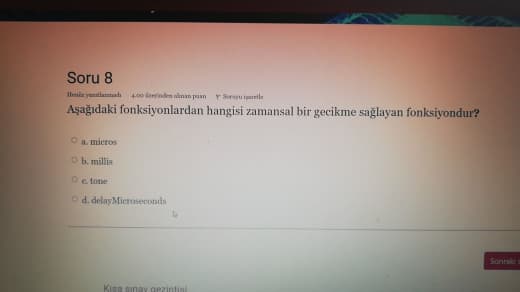 Soru 8
Henüz yanıtlanmadı 4,00 üzerinden alınan puan Soruyu işaretle
Aşağıdaki fonksiyonlardan hangisi zamansal bir gecikme sağlayan fonksiyondur?
a. micros
b. millis
c. tone
d. delayMicroseconds
Sonraki
Kısa sınav gezintisi